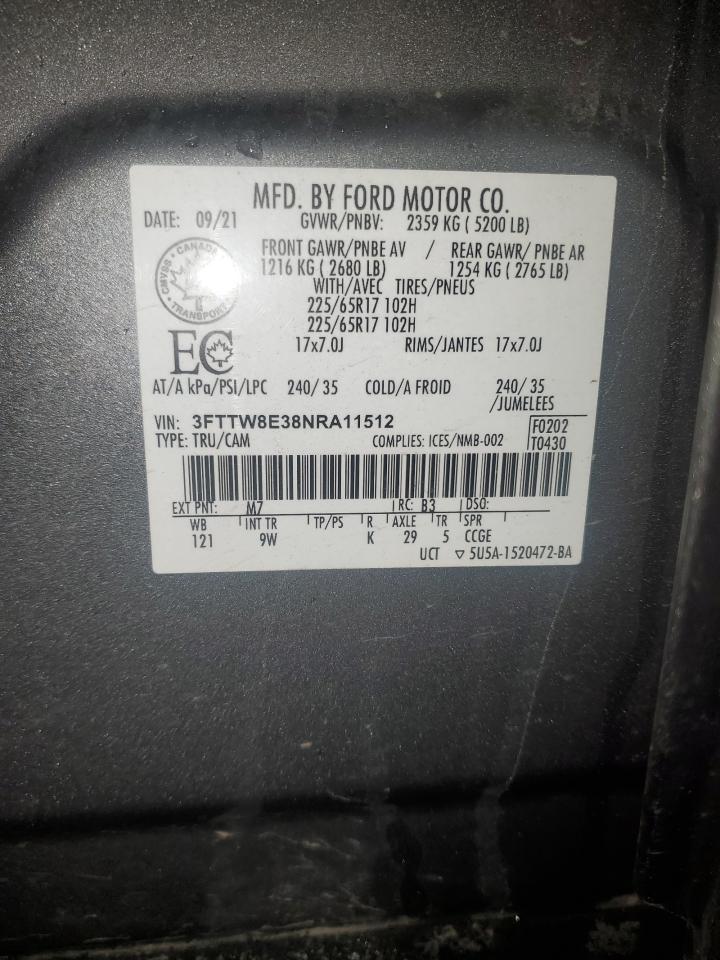 MFD. BY FORD MOTOR CO.
DATE: 09/21 GVWR/PNBV: 2359 KG ( 5200 LB)
FRONT GAWR/PNBE AV / REAR GAWR/ PNBE AR
1216 KG ( 2680 LB) 1254 KG ( 2765 LB)
WITH/AVEC TIRES/PNEUS
225/65R17 102H
225/65R17 102H
17x7.0J RIMS/JANTES 17x7.0J
CANADA
TRANSPORT
CMVSS
EC
AT/A kPa/PSI/LPC 240/ 35 COLD/A FROID 240/ 35
/JUMELEES
VIN: 3FTTW8E38NRA11512 F0202
TYPE: TRU/CAM COMPLIES: ICES/NMB-002 T0430
EXT PNT: M7 RC: B3 DSO:
WB INT TR TP/PS R AXLE TR SPR
121 9W K 29 5 CCGE
UCT ▽ 5U5A-1520472-BA